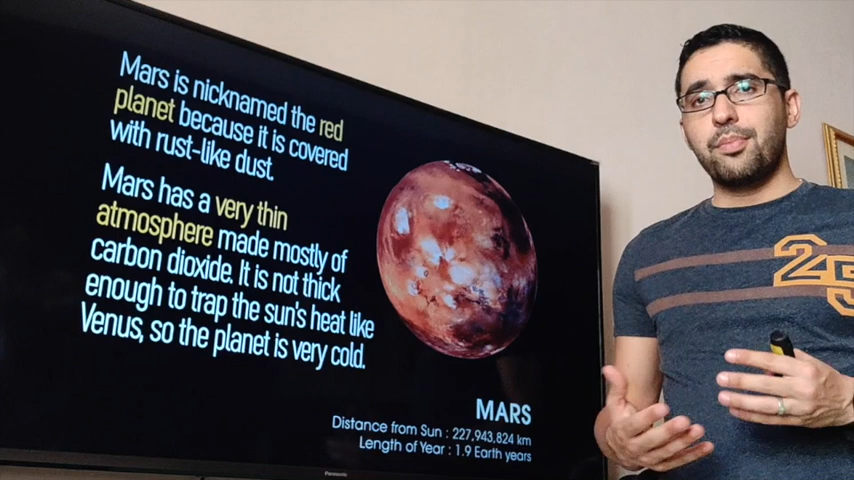 Mars is nicknamed the red
planet because it is covered
with rust-like dust.
Mars has a very thin
atmosphere made mostly of
carbon dioxide. It is not thick
enough to trap the sun's heat like
Venus, so the planet is very cold.
MARS
Distance from Sun : 227,943,824 km
Length of Year : 1.9 Earth years
Panasonic
25